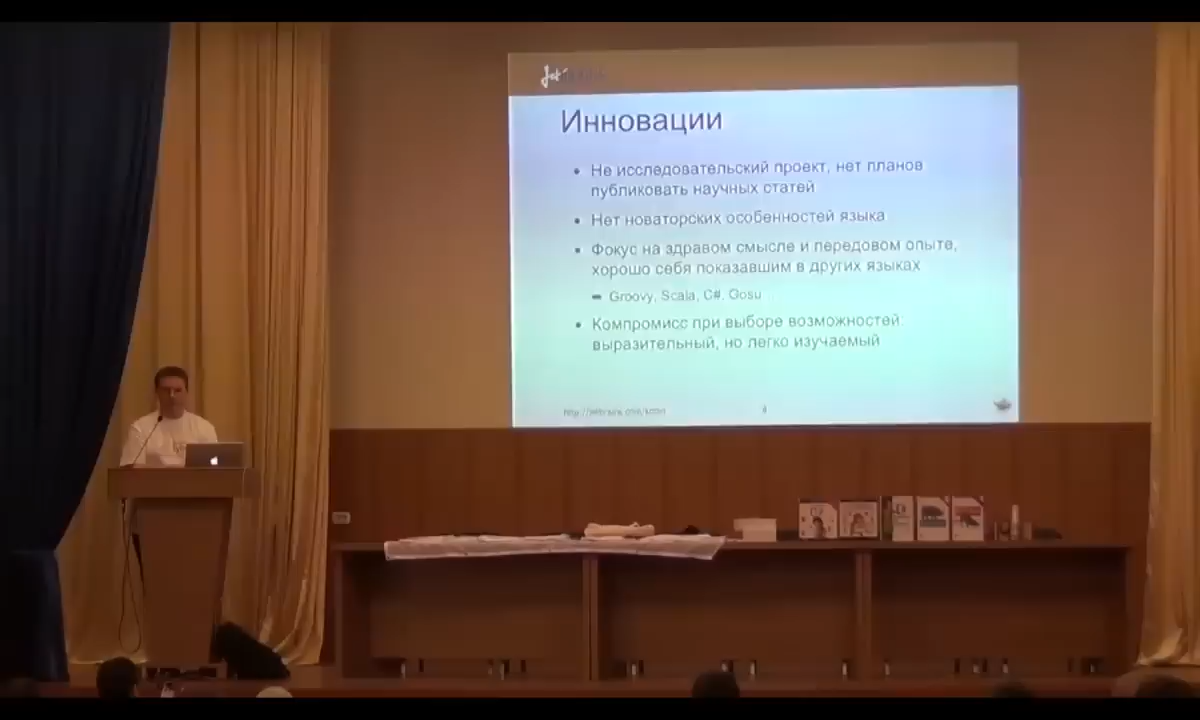 Инновации
• Не исследовательский проект, нет планов
публиковать научных статей
• Нет новаторских особенностей языка
• Фокус на здравом смысле и передовом опыте,
хорошо себя показавшим в других языках
– Groovy, Scala, C#, Gosu
• Компромисс при выборе возможностей:
выразительный, но легко изучаемый